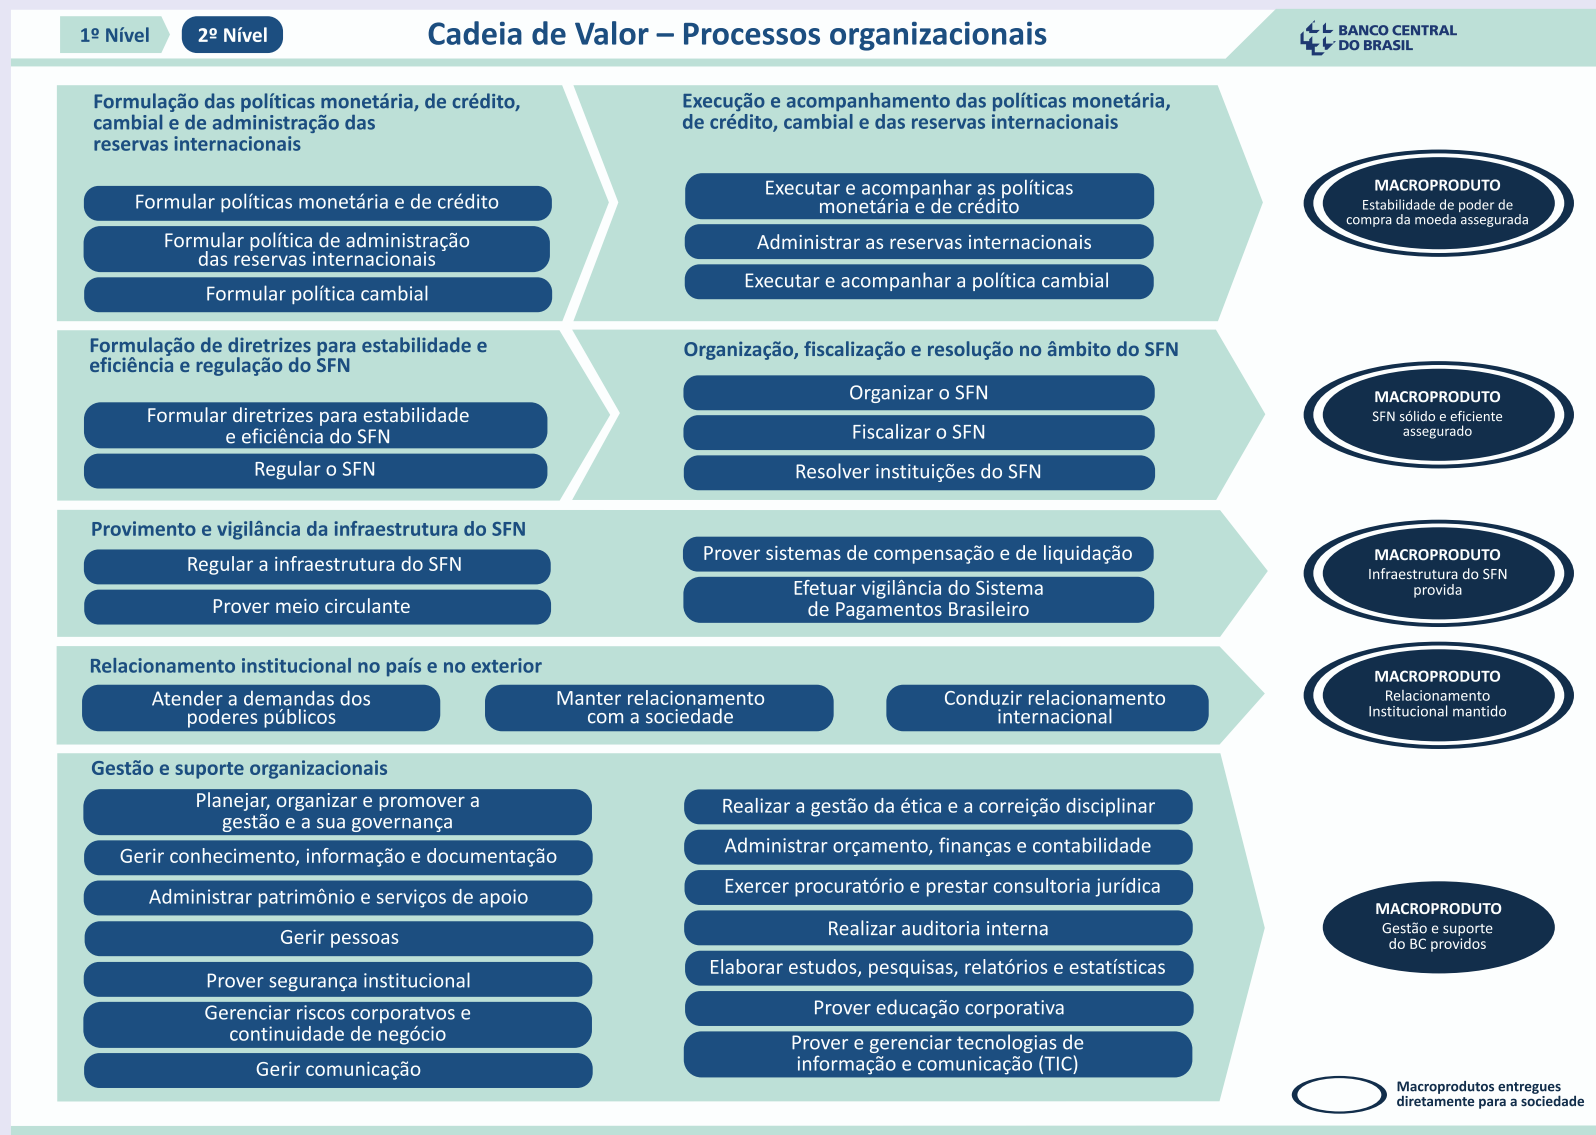 1º Nível
2º Nível
Cadeia de Valor – Processos organizacionais
BANCO CENTRAL
DO BRASIL
Formulação das políticas monetária, de crédito,
cambial e de administração das
reservas internacionais
Formular políticas monetária e de crédito
Formular política de administração
das reservas internacionais
Formular política cambial
Execução e acompanhamento das políticas monetária,
de crédito, cambial e das reservas internacionais
Executar e acompanhar as políticas
monetária e de crédito
Administrar as reservas internacionais
Executar e acompanhar a política cambial
MACROPRODUTO
Estabilidade de poder de
compra da moeda assegurada
Formulação de diretrizes para estabilidade e
eficiência e regulação do SFN
Formular diretrizes para estabilidade
e eficiência do SFN
Regular o SFN
Organização, fiscalização e resolução no âmbito do SFN
Organizar o SFN
Fiscalizar o SFN
Resolver instituições do SFN
MACROPRODUTO
SFN sólido e eficiente
assegurado
Provimento e vigilância da infraestrutura do SFN
Regular a infraestrutura do SFN
Prover meio circulante
Prover sistemas de compensação e de liquidação
Efetuar vigilância do Sistema
de Pagamentos Brasileiro
MACROPRODUTO
Infraestrutura do SFN
provida
Relacionamento institucional no país e no exterior
Atender a demandas dos
poderes públicos
Manter relacionamento
com a sociedade
Conduzir relacionamento
internacional
MACROPRODUTO
Relacionamento
Institucional mantido
Gestão e suporte organizacionais
Planejar, organizar e promover a
gestão e a sua governança
Gerir conhecimento, informação e documentação
Administrar patrimônio e serviços de apoio
Gerir pessoas
Prover segurança institucional
Gerenciar riscos corporatvos e
continuidade de negócio
Gerir comunicação
Realizar a gestão da ética e a correição disciplinar
Administrar orçamento, finanças e contabilidade
Exercer procuratório e prestar consultoria jurídica
Realizar auditoria interna
Elaborar estudos, pesquisas, relatórios e estatísticas
Prover educação corporativa
Prover e gerenciar tecnologias de
informação e comunicação (TIC)
MACROPRODUTO
Gestão e suporte
do BC providos
Macroprodutos entregues
diretamente para a sociedade